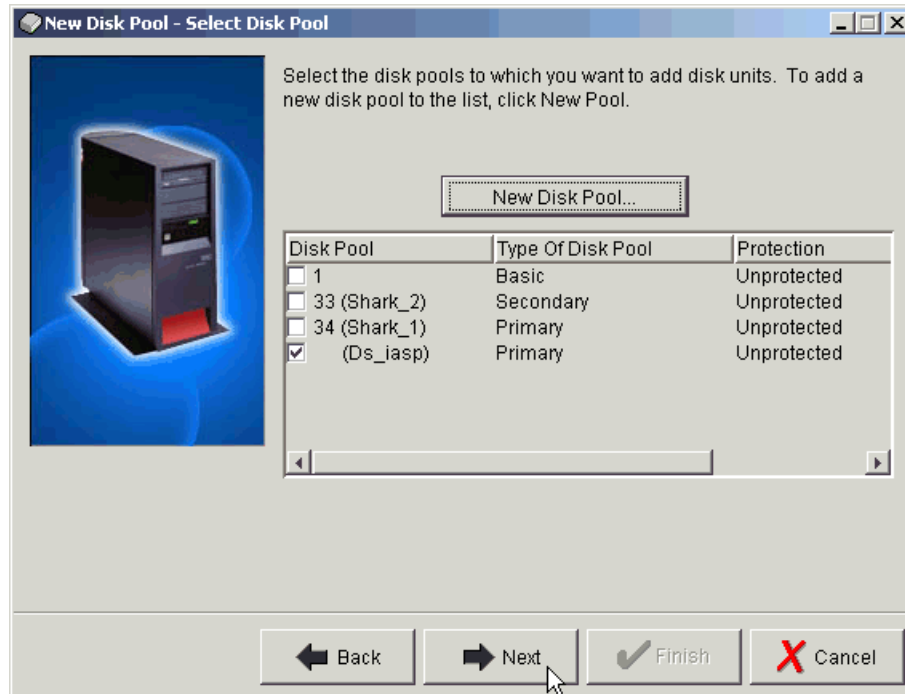 New Disk Pool - Select Disk Pool
Select the disk pools to which you want to add disk units. To add a
new disk pool to the list, click New Pool.
New Disk Pool...
Disk Pool Type Of Disk Pool Protection
1 Basic Unprotected
33 (Shark_2) Secondary Unprotected
34 (Shark_1) Primary Unprotected
(Ds_iasp) Primary Unprotected
Back Next Finish Cancel